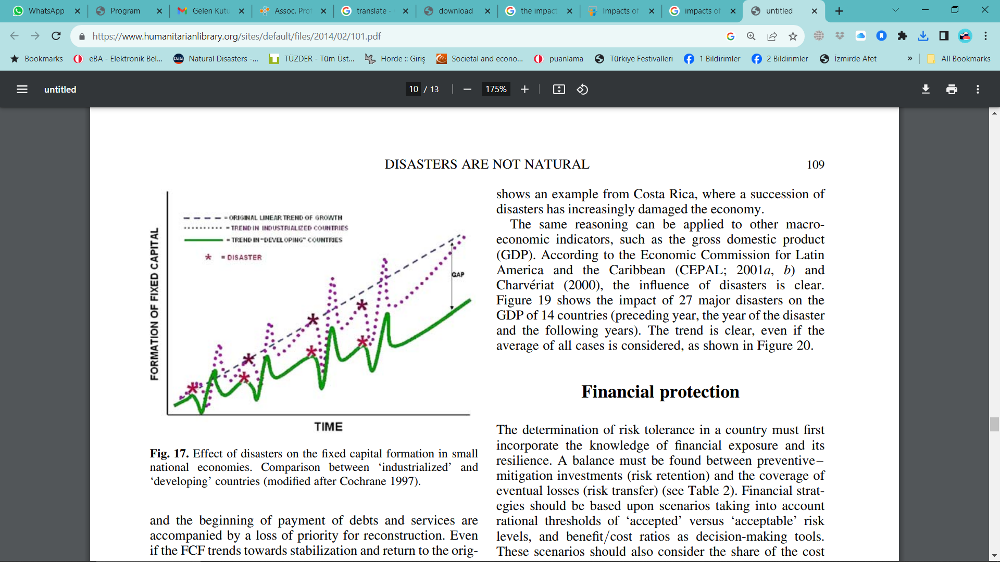 WhatsApp
Program
Gelen Kutu
Assoc. Prof
translate -
download
the impact
Impacts of
impacts of
untitled
https://www.humanitarianlibrary.org/sites/default/files/2014/02/101.pdf
Bookmarks
eBA - Elektronik Bel...
Data
Natural Disasters -...
TÜZDER - Tüm Üst...
Horde :: Giriş
Societal and econo...
puanlama
Türkiye Festivalleri
1 Bildirimler
2 Bildirimler
İzmirde Afet
»
All Bookmarks
untitled
10 / 13
175%
DISASTERS ARE NOT NATURAL
109
= ORIGINAL LINEAR TREND OF GROWTH
= TREND IN INDUSTRIALIZED COUNTRIES
= TREND IN "DEVELOPING" COUNTRIES
* = DISASTER
GAP
FORMATION OF FIXED CAPITAL
TIME
Fig. 17. Effect of disasters on the fixed capital formation in small
national economies. Comparison between ‘industrialized’ and
‘developing’ countries (modified after Cochrane 1997).
and the beginning of payment of debts and services are
accompanied by a loss of priority for reconstruction. Even
if the FCF trends towards stabilization and return to the orig-
shows an example from Costa Rica, where a succession of
disasters has increasingly damaged the economy.
The same reasoning can be applied to other macro-
economic indicators, such as the gross domestic product
(GDP). According to the Economic Commission for Latin
America and the Caribbean (CEPAL; 2001a, b) and
Charvériat (2000), the influence of disasters is clear.
Figure 19 shows the impact of 27 major disasters on the
GDP of 14 countries (preceding year, the year of the disaster
and the following years). The trend is clear, even if the
average of all cases is considered, as shown in Figure 20.
Financial protection
The determination of risk tolerance in a country must first
incorporate the knowledge of financial exposure and its
resilience. A balance must be found between preventive–
mitigation investments (risk retention) and the coverage of
eventual losses (risk transfer) (see Table 2). Financial strat-
egies should be based upon scenarios taking into account
rational thresholds of ‘accepted’ versus ‘acceptable’ risk
levels, and benefit/cost ratios as decision-making tools.
These scenarios should also consider the share of the cost